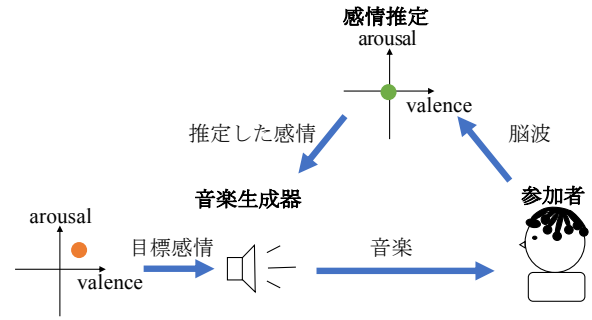 感情推定
arousal
valence
推定した感情
脳波
音楽生成器
参加者
arousal
目標感情
音楽
valence